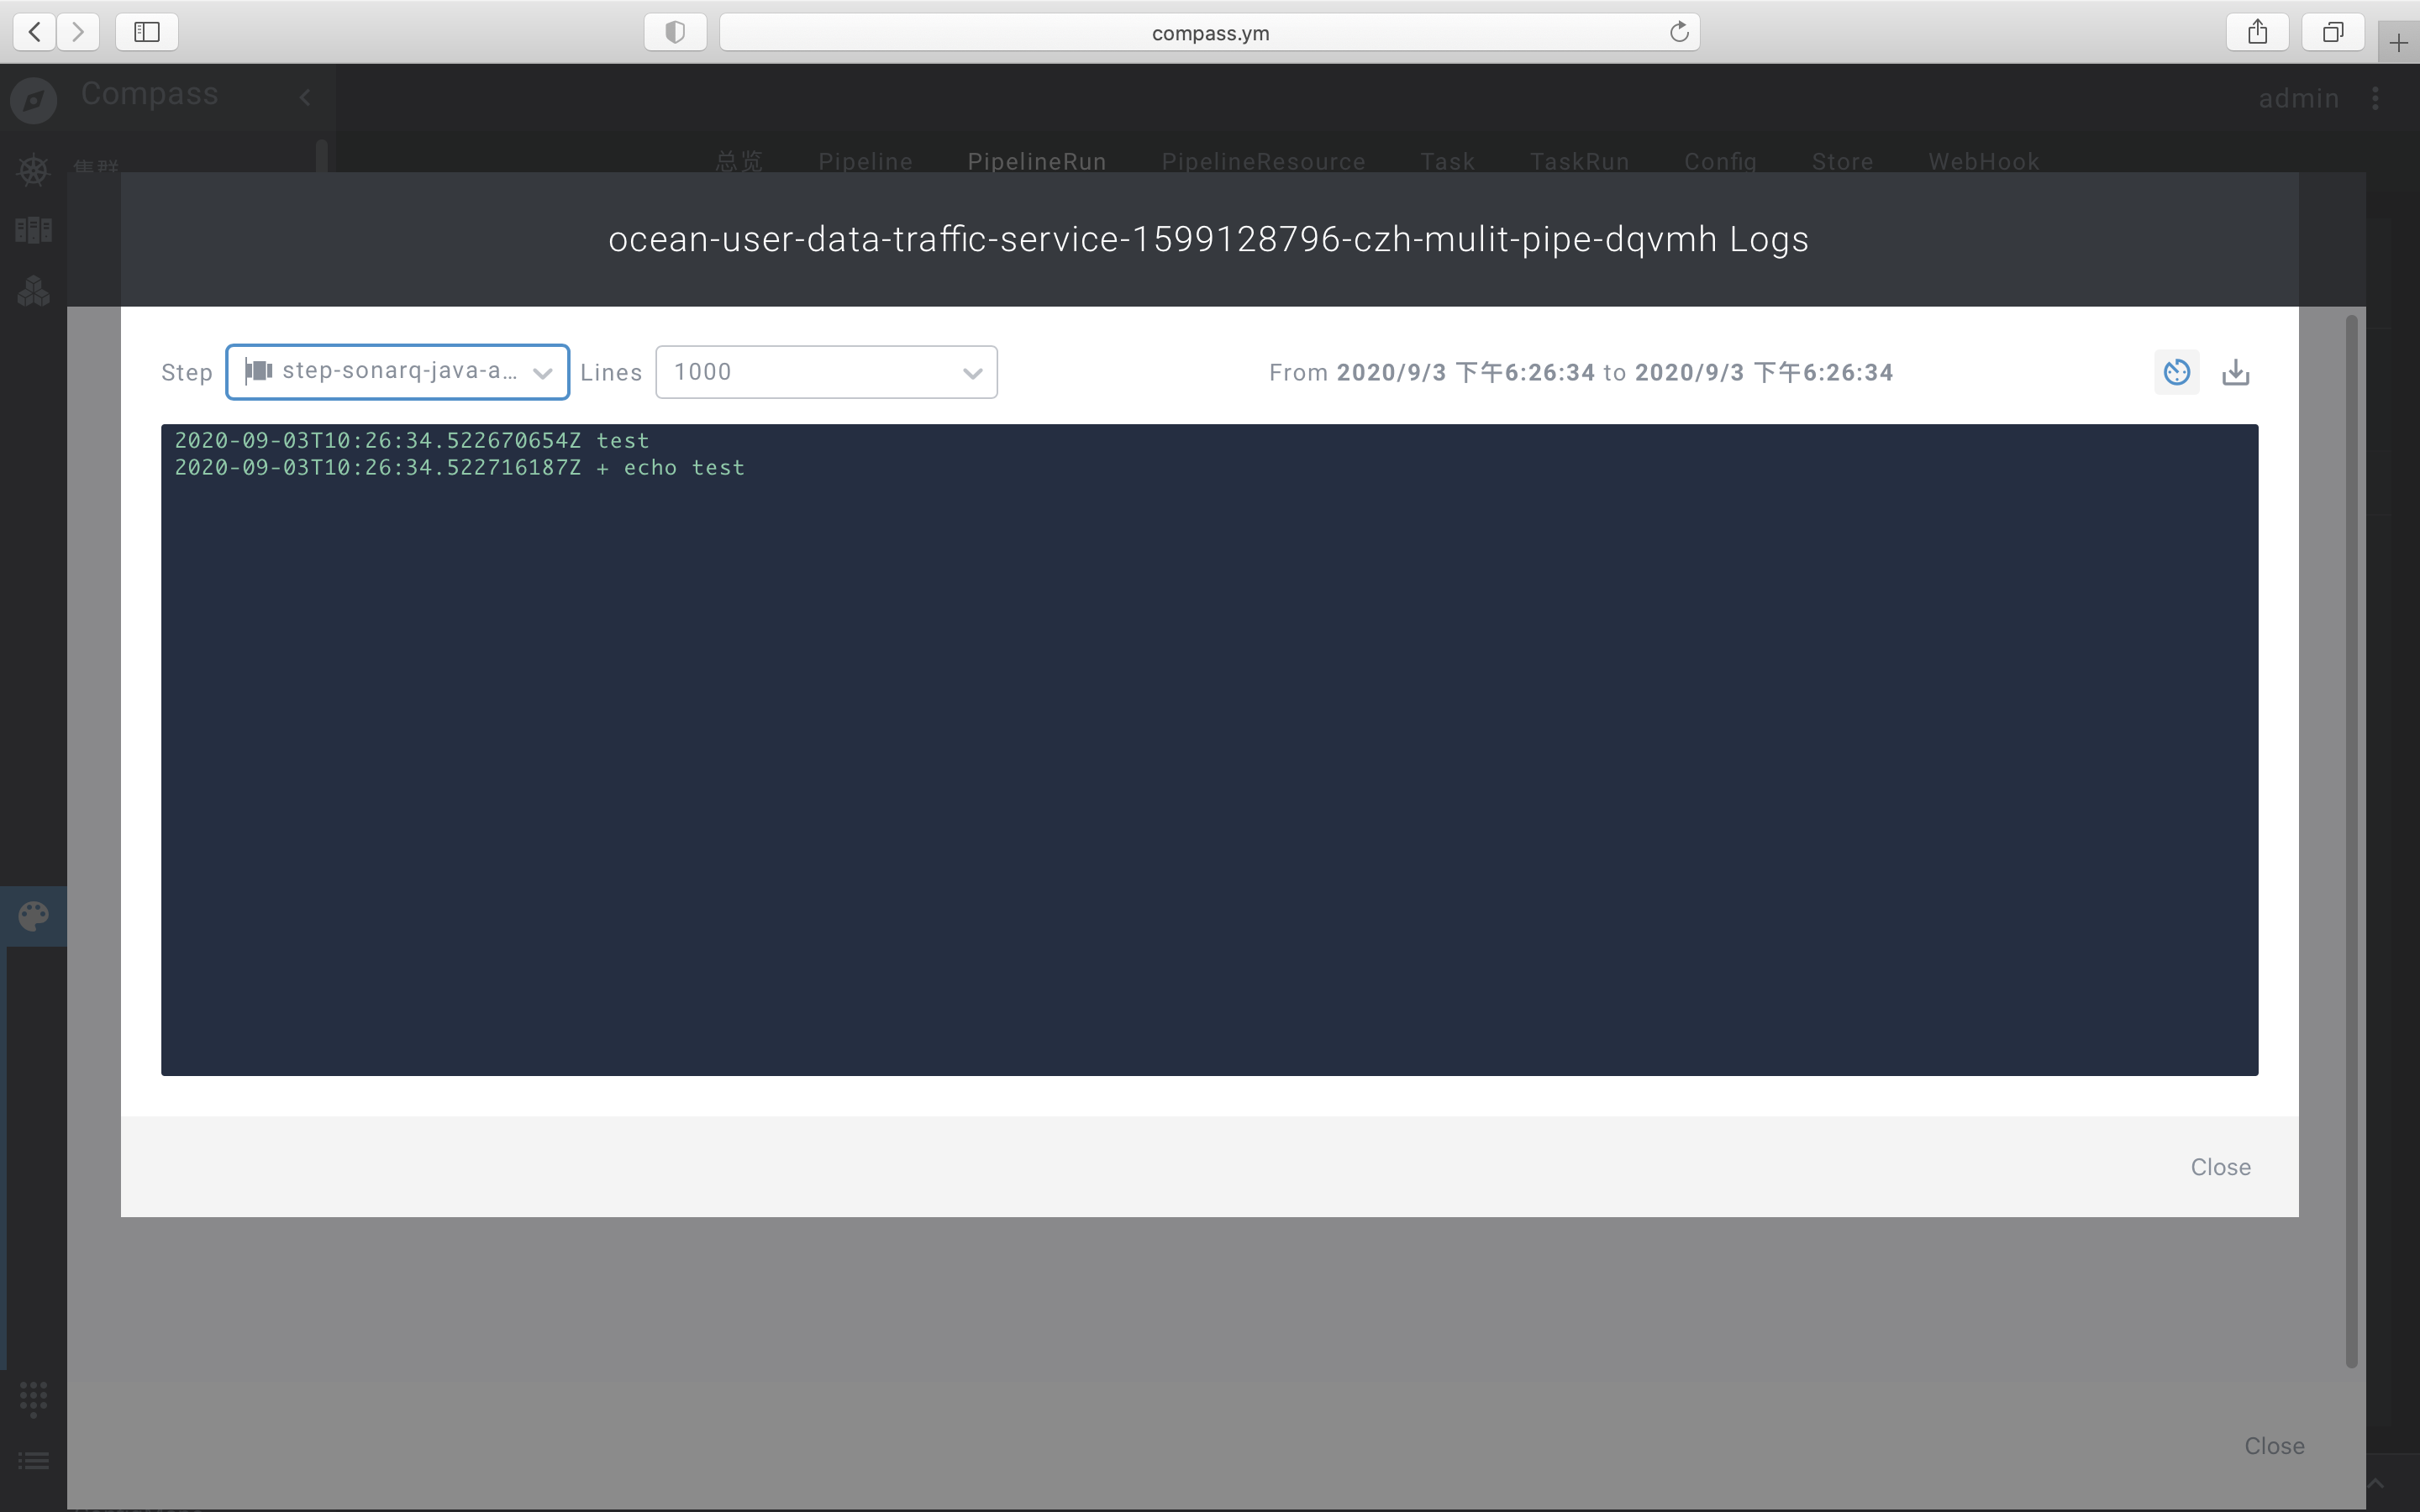 compass.ym
Compass
admin
集群
总览 Pipeline PipelineRun PipelineResource Task TaskRun Config Store WebHook
ocean-user-data-traffic-service-1599128796-czh-mulit-pipe-dqvmh Logs
Step step-sonarq-java-a... Lines 1000 From 2020/9/3 下午6:26:34 to 2020/9/3 下午6:26:34
2020-09-03T10:26:34.522670654Z test
2020-09-03T10:26:34.522716187Z + echo test
Close
Close